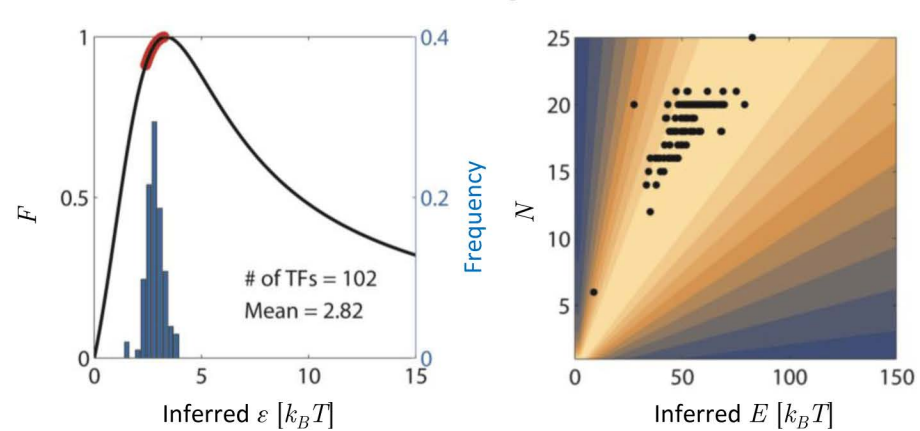 1
0.5
0
F
0
5
10
15
0.4
0.2
0
Frequency
# of TFs = 102
Mean = 2.82
Inferred ε [k_BT]
25
20
15
10
5
N
0
50
100
150
Inferred E [k_BT]